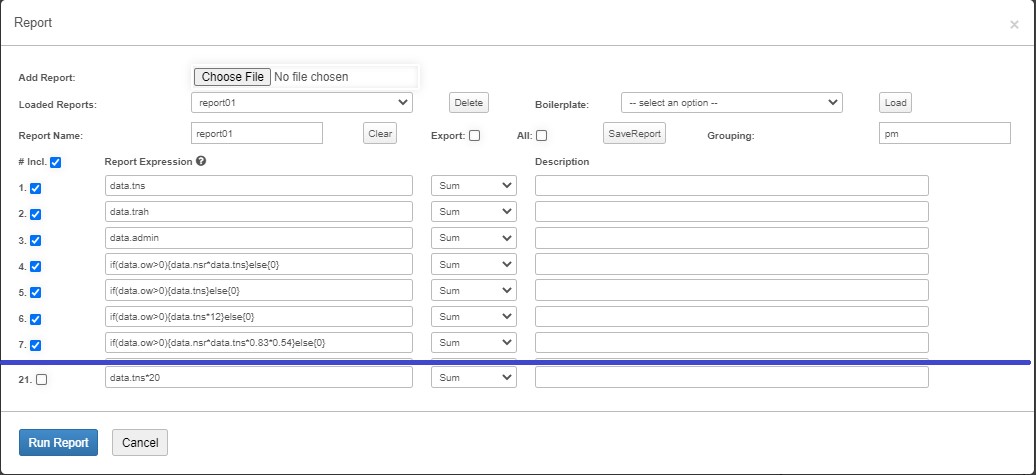 Report ×
Add Report: Choose File No file chosen
Loaded Reports: report01 Delete Boilerplate: -- select an option -- Load
Report Name: report01 Clear Export: All: SaveReport Grouping: pm
# Incl. Report Expression ? Description
1. data.tns Sum
2. data.trah Sum
3. data.admin Sum
4. if(data.ow>0){data.nsr*data.tns}else{0} Sum
5. if(data.ow>0){data.tns}else{0} Sum
6. if(data.ow>0){data.tns*12}else{0} Sum
7. if(data.ow>0){data.nsr*data.tns*0.83*0.54}else{0} Sum
21. data.tns*20 Sum
Run Report Cancel